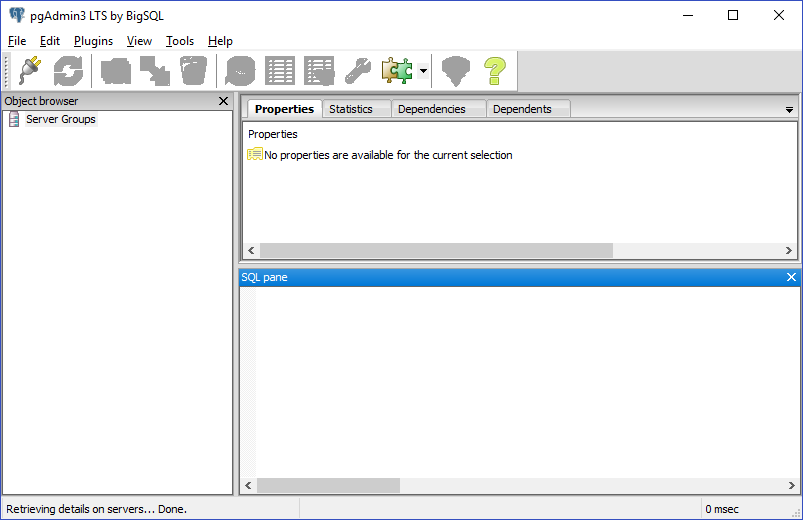 pgAdmin3 LTS by BigSQL
File Edit Plugins View Tools Help
Object browser
Server Groups
Properties Statistics Dependencies Dependents
Properties
No properties are available for the current selection
SQL pane
Retrieving details on servers... Done.
0 msec